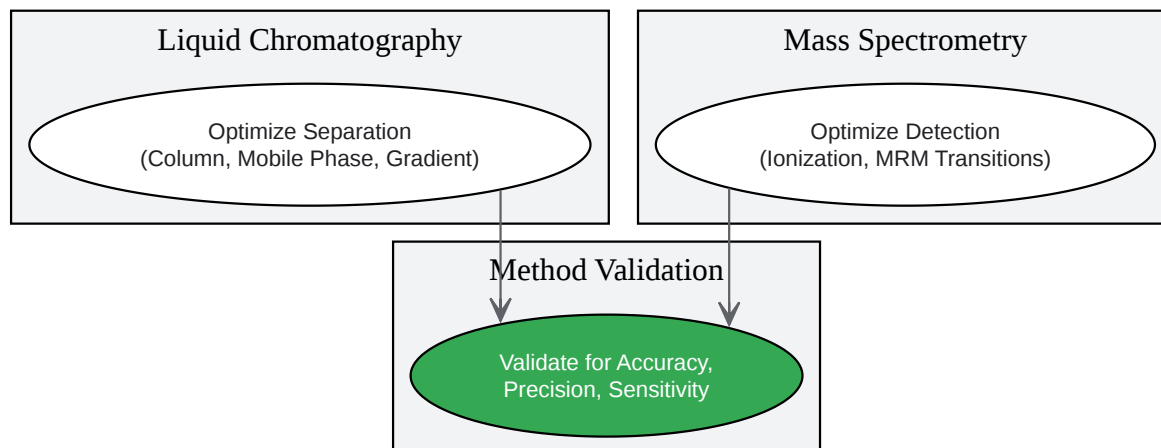 Liquid Chromatography
Optimize Separation
(Column, Mobile Phase, Gradient)
Mass Spectrometry
Optimize Detection
(Ionization, MRM Transitions)
Method Validation
Validate for Accuracy,
Precision, Sensitivity